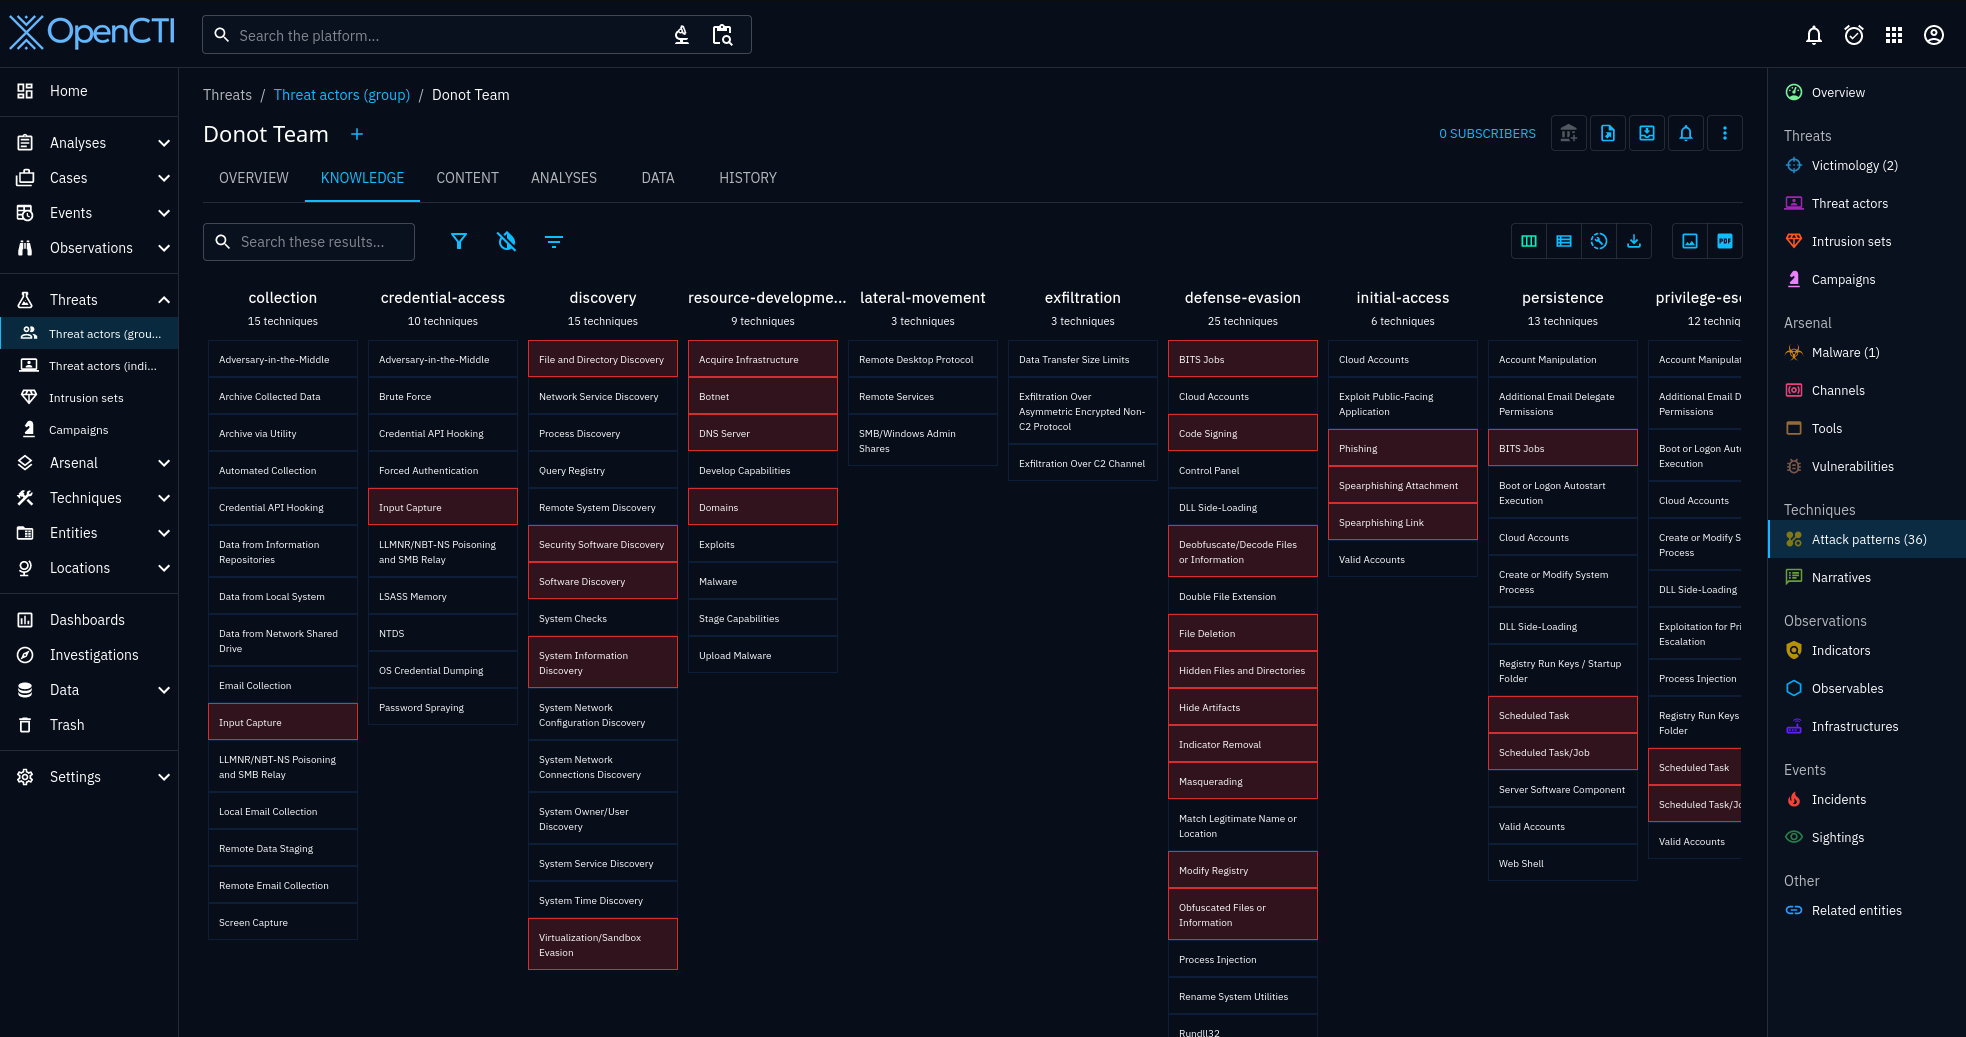 OpenCTI
Search the platform...
Home
Analyses
Cases
Events
Observations
Threats
Threat actors (grou...
Threat actors (indi...
Intrusion sets
Campaigns
Arsenal
Techniques
Entities
Locations
Dashboards
Investigations
Data
Trash
Settings
Threats / Threat actors (group) / Donot Team
Donot Team +
0 SUBSCRIBERS
OVERVIEW KNOWLEDGE CONTENT ANALYSES DATA HISTORY
Search these results...
PDF
collection
15 techniques
Adversary-in-the-Middle
Archive Collected Data
Archive via Utility
Automated Collection
Credential API Hooking
Data from Information
Repositories
Data from Local System
Data from Network Shared
Drive
Email Collection
Input Capture
LLMNR/NBT-NS Poisoning
and SMB Relay
Local Email Collection
Remote Data Staging
Remote Email Collection
Screen Capture
credential-access
10 techniques
Adversary-in-the-Middle
Brute Force
Credential API Hooking
Forced Authentication
Input Capture
LLMNR/NBT-NS Poisoning
and SMB Relay
LSASS Memory
NTDS
OS Credential Dumping
Password Spraying
discovery
15 techniques
File and Directory Discovery
Network Service Discovery
Process Discovery
Query Registry
Remote System Discovery
Security Software Discovery
Software Discovery
System Checks
System Information
Discovery
System Network
Configuration Discovery
System Network
Connections Discovery
System Owner/User
Discovery
System Service Discovery
System Time Discovery
Virtualization/Sandbox
Evasion
resource-developme...
9 techniques
Acquire Infrastructure
Botnet
DNS Server
Develop Capabilities
Domains
Exploits
Malware
Stage Capabilities
Upload Malware
lateral-movement
3 techniques
Remote Desktop Protocol
Remote Services
SMB/Windows Admin
Shares
exfiltration
3 techniques
Data Transfer Size Limits
Exfiltration Over
Asymmetric Encrypted Non-
C2 Protocol
Exfiltration Over C2 Channel
defense-evasion
25 techniques
BITS Jobs
Cloud Accounts
Code Signing
Control Panel
DLL Side-Loading
Deobfuscate/Decode Files
or Information
Double File Extension
File Deletion
Hidden Files and Directories
Hide Artifacts
Indicator Removal
Masquerading
Match Legitimate Name or
Location
Modify Registry
Obfuscated Files or
Information
Process Injection
Rename System Utilities
Rundll32
initial-access
6 techniques
Cloud Accounts
Exploit Public-Facing
Application
Phishing
Spearphishing Attachment
Spearphishing Link
Valid Accounts
persistence
13 techniques
Account Manipulation
Additional Email Delegate
Permissions
BITS Jobs
Boot or Logon Autostart
Execution
Cloud Accounts
Create or Modify System
Process
DLL Side-Loading
Registry Run Keys / Startup
Folder
Scheduled Task
Scheduled Task/Job
Server Software Component
Valid Accounts
Web Shell
privilege-esc
12 techniq
Account Manipulat
Additional Email D
Permissions
Boot or Logon Auto
Execution
Cloud Accounts
Create or Modify S
Process
DLL Side-Loading
Exploitation for Pri
Escalation
Process Injection
Registry Run Keys
Folder
Scheduled Task
Scheduled Task/Jo
Valid Accounts
Overview
Threats
Victimology (2)
Threat actors
Intrusion sets
Campaigns
Arsenal
Malware (1)
Channels
Tools
Vulnerabilities
Techniques
Attack patterns (36)
Narratives
Observations
Indicators
Observables
Infrastructures
Events
Incidents
Sightings
Other
Related entities